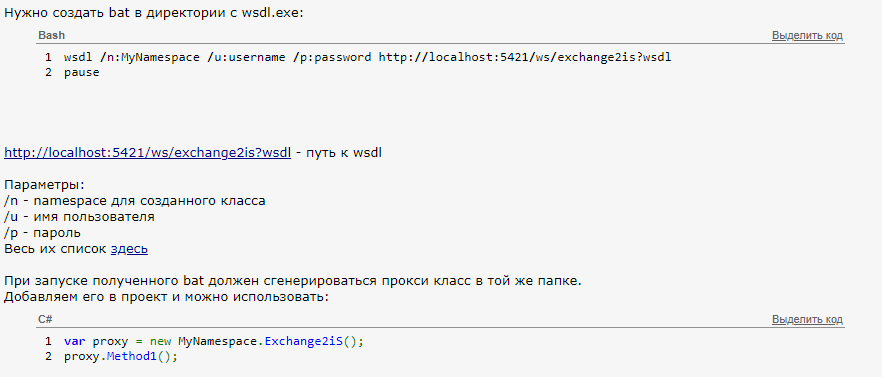 Нужно создать bat в директории с wsdl.exe:
Bash Выделить код
1 wsdl /n:MyNamespace /u:username /p:password http://localhost:5421/ws/exchange2is?wsdl
2 pause
http://localhost:5421/ws/exchange2is?wsdl - путь к wsdl
Параметры:
/n - namespace для созданного класса
/u - имя пользователя
/p - пароль
Весь их список здесь
При запуске полученного bat должен сгенерироваться прокси класс в той же папке.
Добавляем его в проект и можно использовать:
C# Выделить код
1 var proxy = new MyNamespace.Exchange2iS();
2 proxy.Method1();